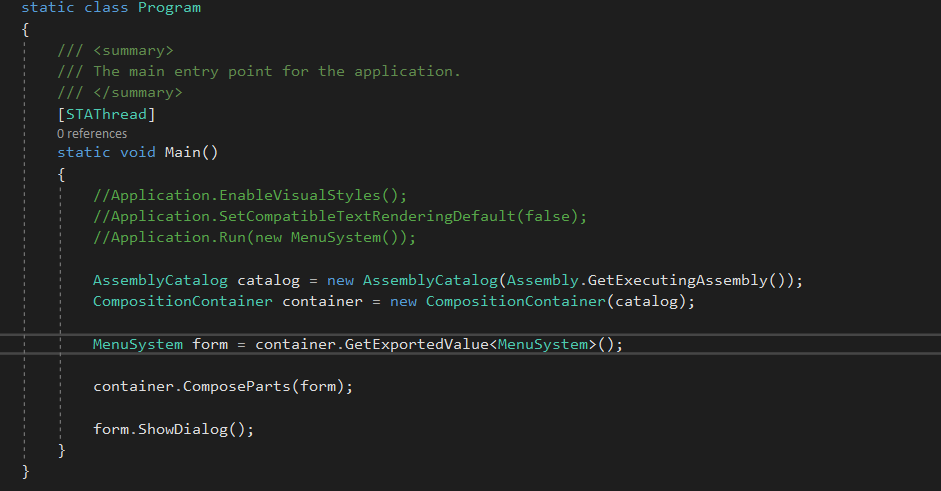 static class Program
{
/// <summary>
/// The main entry point for the application.
/// </summary>
[STAThread]
0 references
static void Main()
{
//Application.EnableVisualStyles();
//Application.SetCompatibleTextRenderingDefault(false);
//Application.Run(new MenuSystem());
AssemblyCatalog catalog = new AssemblyCatalog(Assembly.GetExecutingAssembly());
CompositionContainer container = new CompositionContainer(catalog);
MenuSystem form = container.GetExportedValue<MenuSystem>();
container.ComposeParts(form);
form.ShowDialog();
}
}